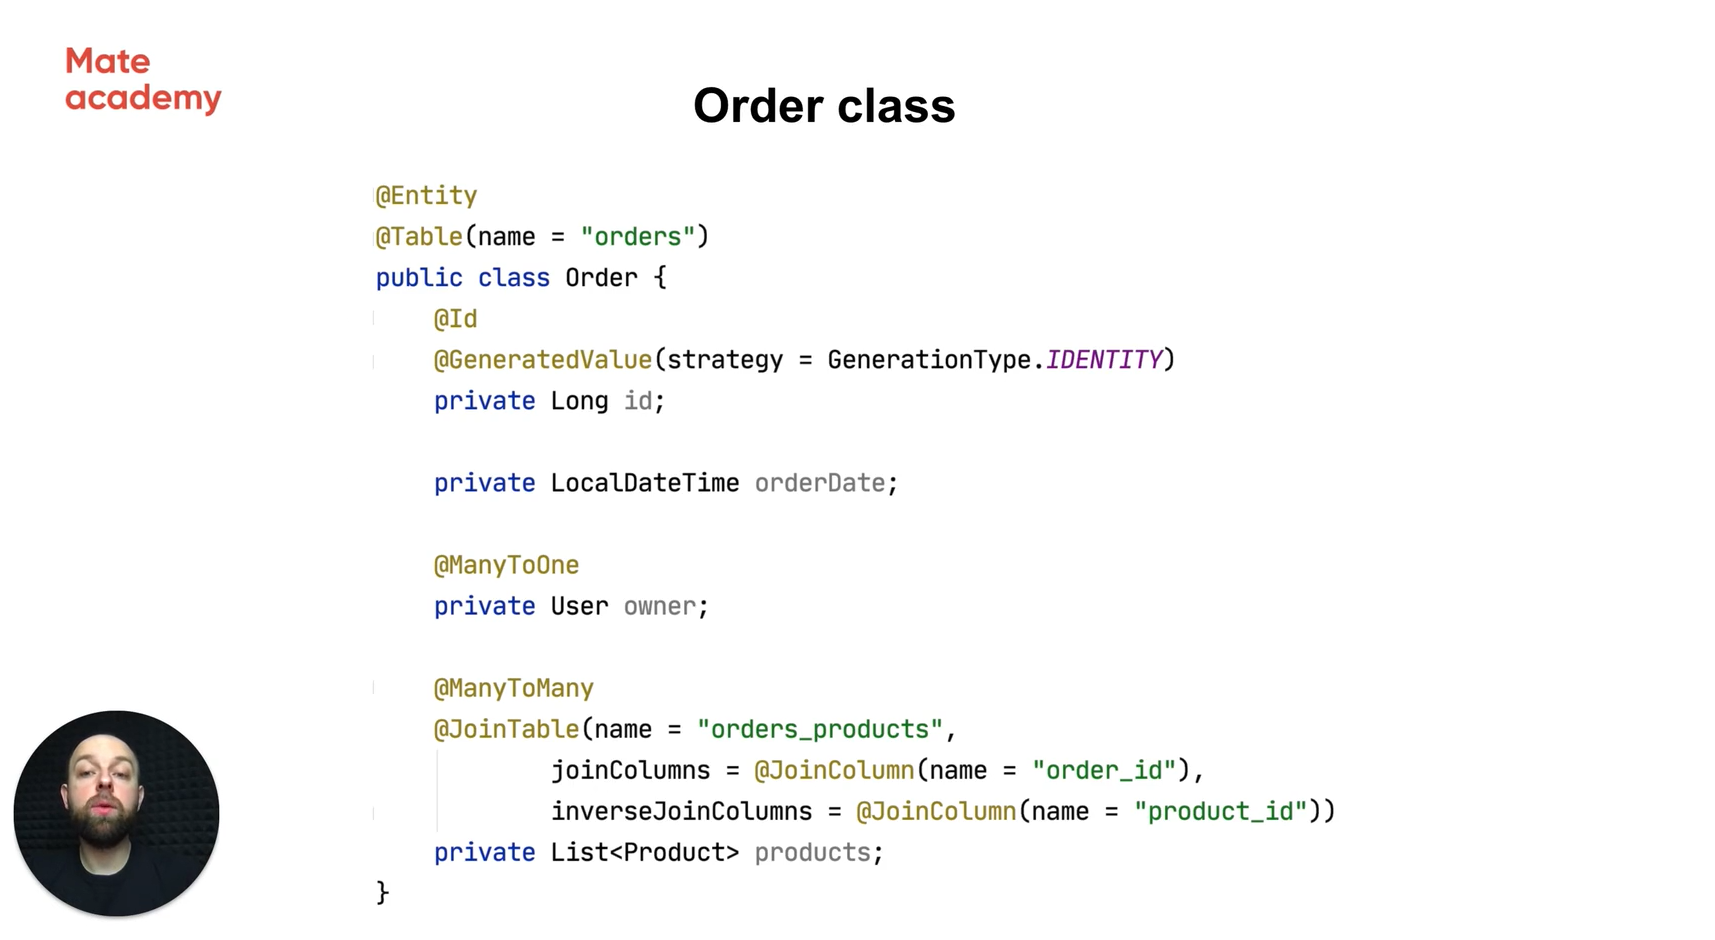 Mate
academy
Order class
@Entity
@Table(name = "orders")
public class Order {
@Id
@GeneratedValue(strategy = GenerationType.IDENTITY)
private Long id;
private LocalDateTime orderDate;
@ManyToOne
private User owner;
@ManyToMany
@JoinTable(name = "orders_products",
joinColumns = @JoinColumn(name = "order_id"),
inverseJoinColumns = @JoinColumn(name = "product_id"))
private List<Product> products;
}